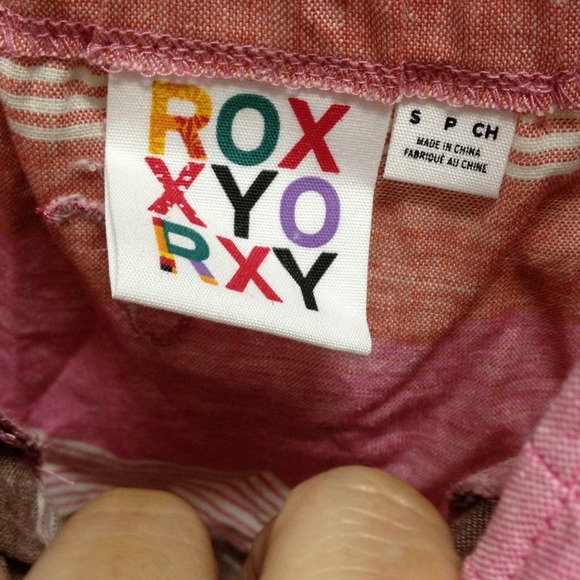 ROX
XYO
RXY
S P CH
MADE IN CHINA
FABRIQUÉ AU CHINE